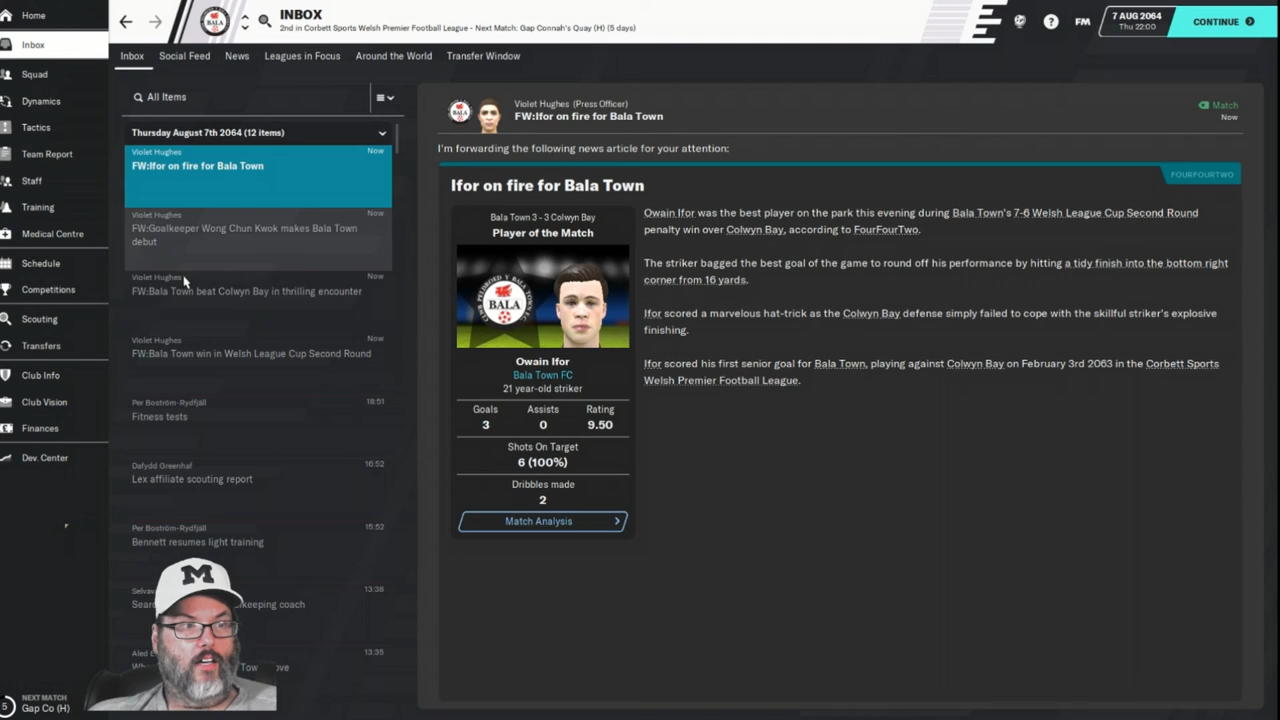 Home
Inbox
Squad
Dynamics
Tactics
Team Report
Staff
Training
Medical Centre
Schedule
Competitions
Scouting
Transfers
Club Info
Club Vision
Finances
Dev. Center
5
NEXT MATCH
Gap Co (H)
BALA
INBOX
2nd in Corbett Sports Welsh Premier Football League - Next Match: Gap Connah's Quay (H) (5 days)
?
FM
7 AUG 2064
Thu 22:00
CONTINUE
Inbox
Social Feed
News
Leagues in Focus
Around the World
Transfer Window
All Items
Thursday August 7th 2064 (12 items)
Violet Hughes
Now
FW:Ifor on fire for Bala Town
Violet Hughes
Now
FW:Goalkeeper Wong Chun Kwok makes Bala Town
debut
Violet Hughes
Now
FW:Bala Town beat Colwyn Bay in thrilling encounter
Violet Hughes
Now
FW:Bala Town win in Welsh League Cup Second Round
Per Boström-Rydfjäll
18:51
Fitness tests
Dafydd Greenhaf
16:52
Lex affiliate scouting report
Per Boström-Rydfjäll
15:52
Bennett resumes light training
13:38
keeping coach
Aled
13:35
M
BALA
Violet Hughes (Press Officer)
FW:Ifor on fire for Bala Town
Match
Now
I'm forwarding the following news article for your attention:
FOURFOURTWO
Ifor on fire for Bala Town
Bala Town 3 - 3 Colwyn Bay
Player of the Match
BALA
Owain Ifor
Bala Town FC
21 year-old striker
Goals
Assists
Rating
3
0
9.50
Shots On Target
6 (100%)
Dribbles made
2
Match Analysis
Owain Ifor was the best player on the park this evening during Bala Town's 7-6 Welsh League Cup Second Round
penalty win over Colwyn Bay, according to FourFourTwo.
The striker bagged the best goal of the game to round off his performance by hitting a tidy finish into the bottom right
corner from 16 yards.
Ifor scored a marvelous hat-trick as the Colwyn Bay defense simply failed to cope with the skillful striker's explosive
finishing.
Ifor scored his first senior goal for Bala Town, playing against Colwyn Bay on February 3rd 2063 in the Corbett Sports
Welsh Premier Football League.